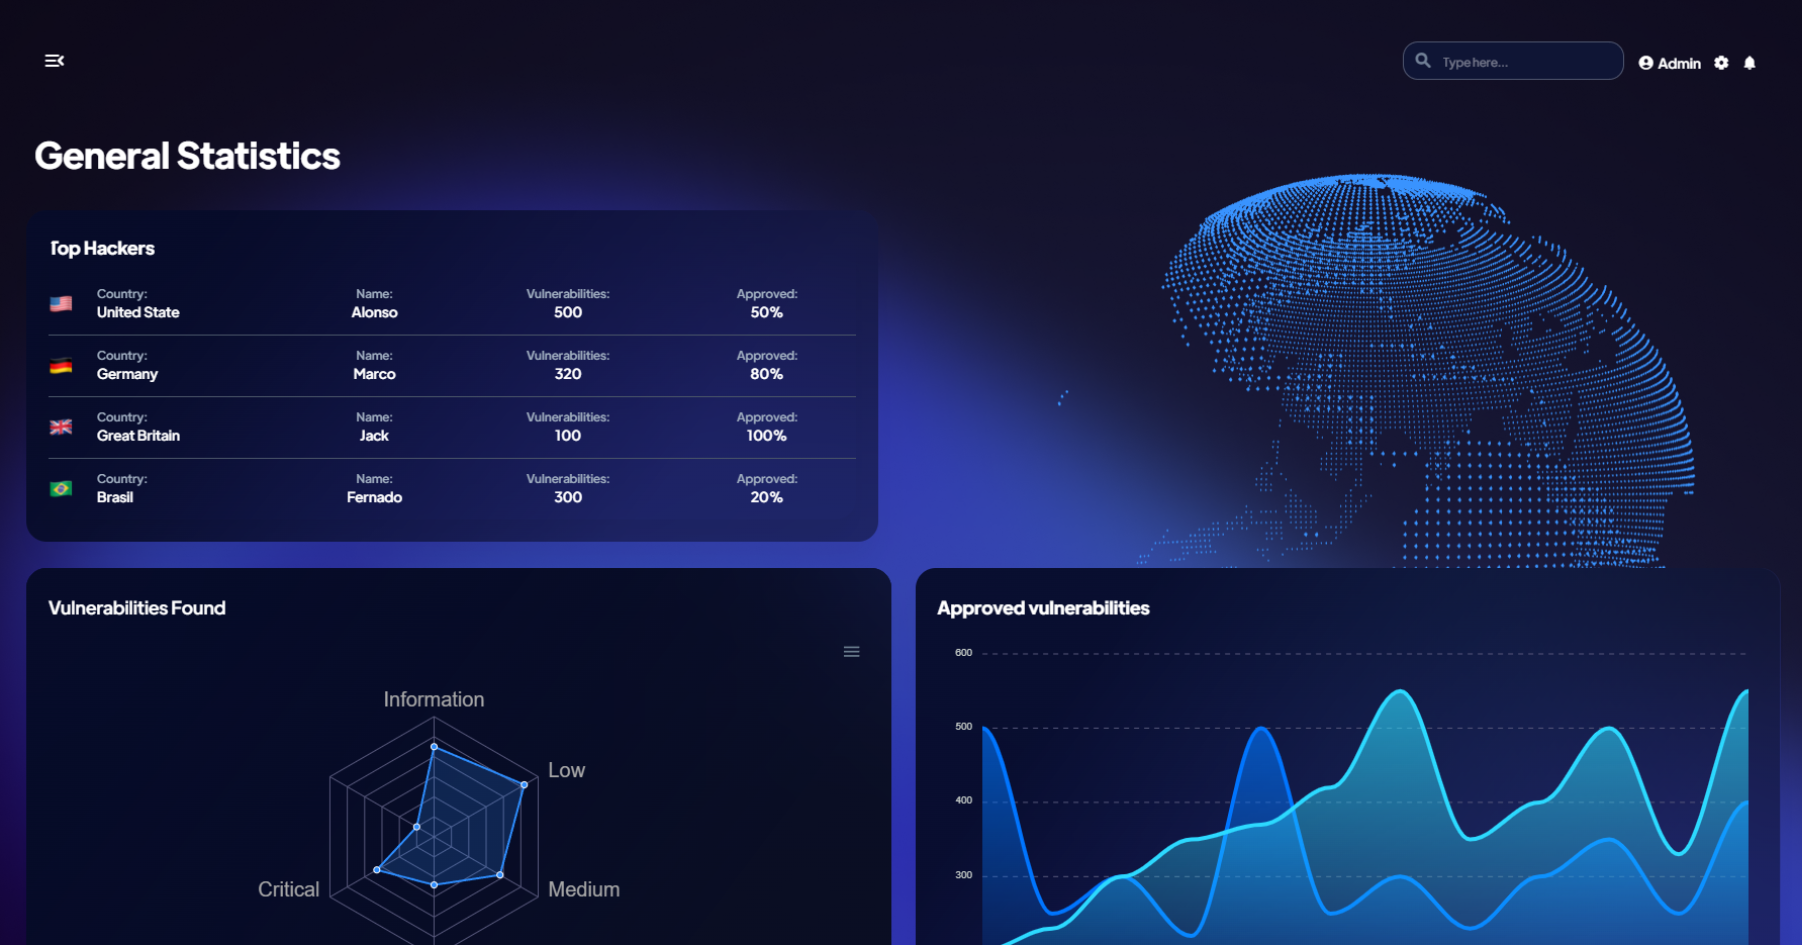 Type here...
Admin
General Statistics
Top Hackers
Country: Name: Vulnerabilities: Approved:
United State Alonso 500 50%
Country: Name: Vulnerabilities: Approved:
Germany Marco 320 80%
Country: Name: Vulnerabilities: Approved:
Great Britain Jack 100 100%
Country: Name: Vulnerabilities: Approved:
Brasil Fernado 300 20%
Vulnerabilities Found
Information
Low
Critical
Medium
Approved vulnerabilities
600
500
400
300